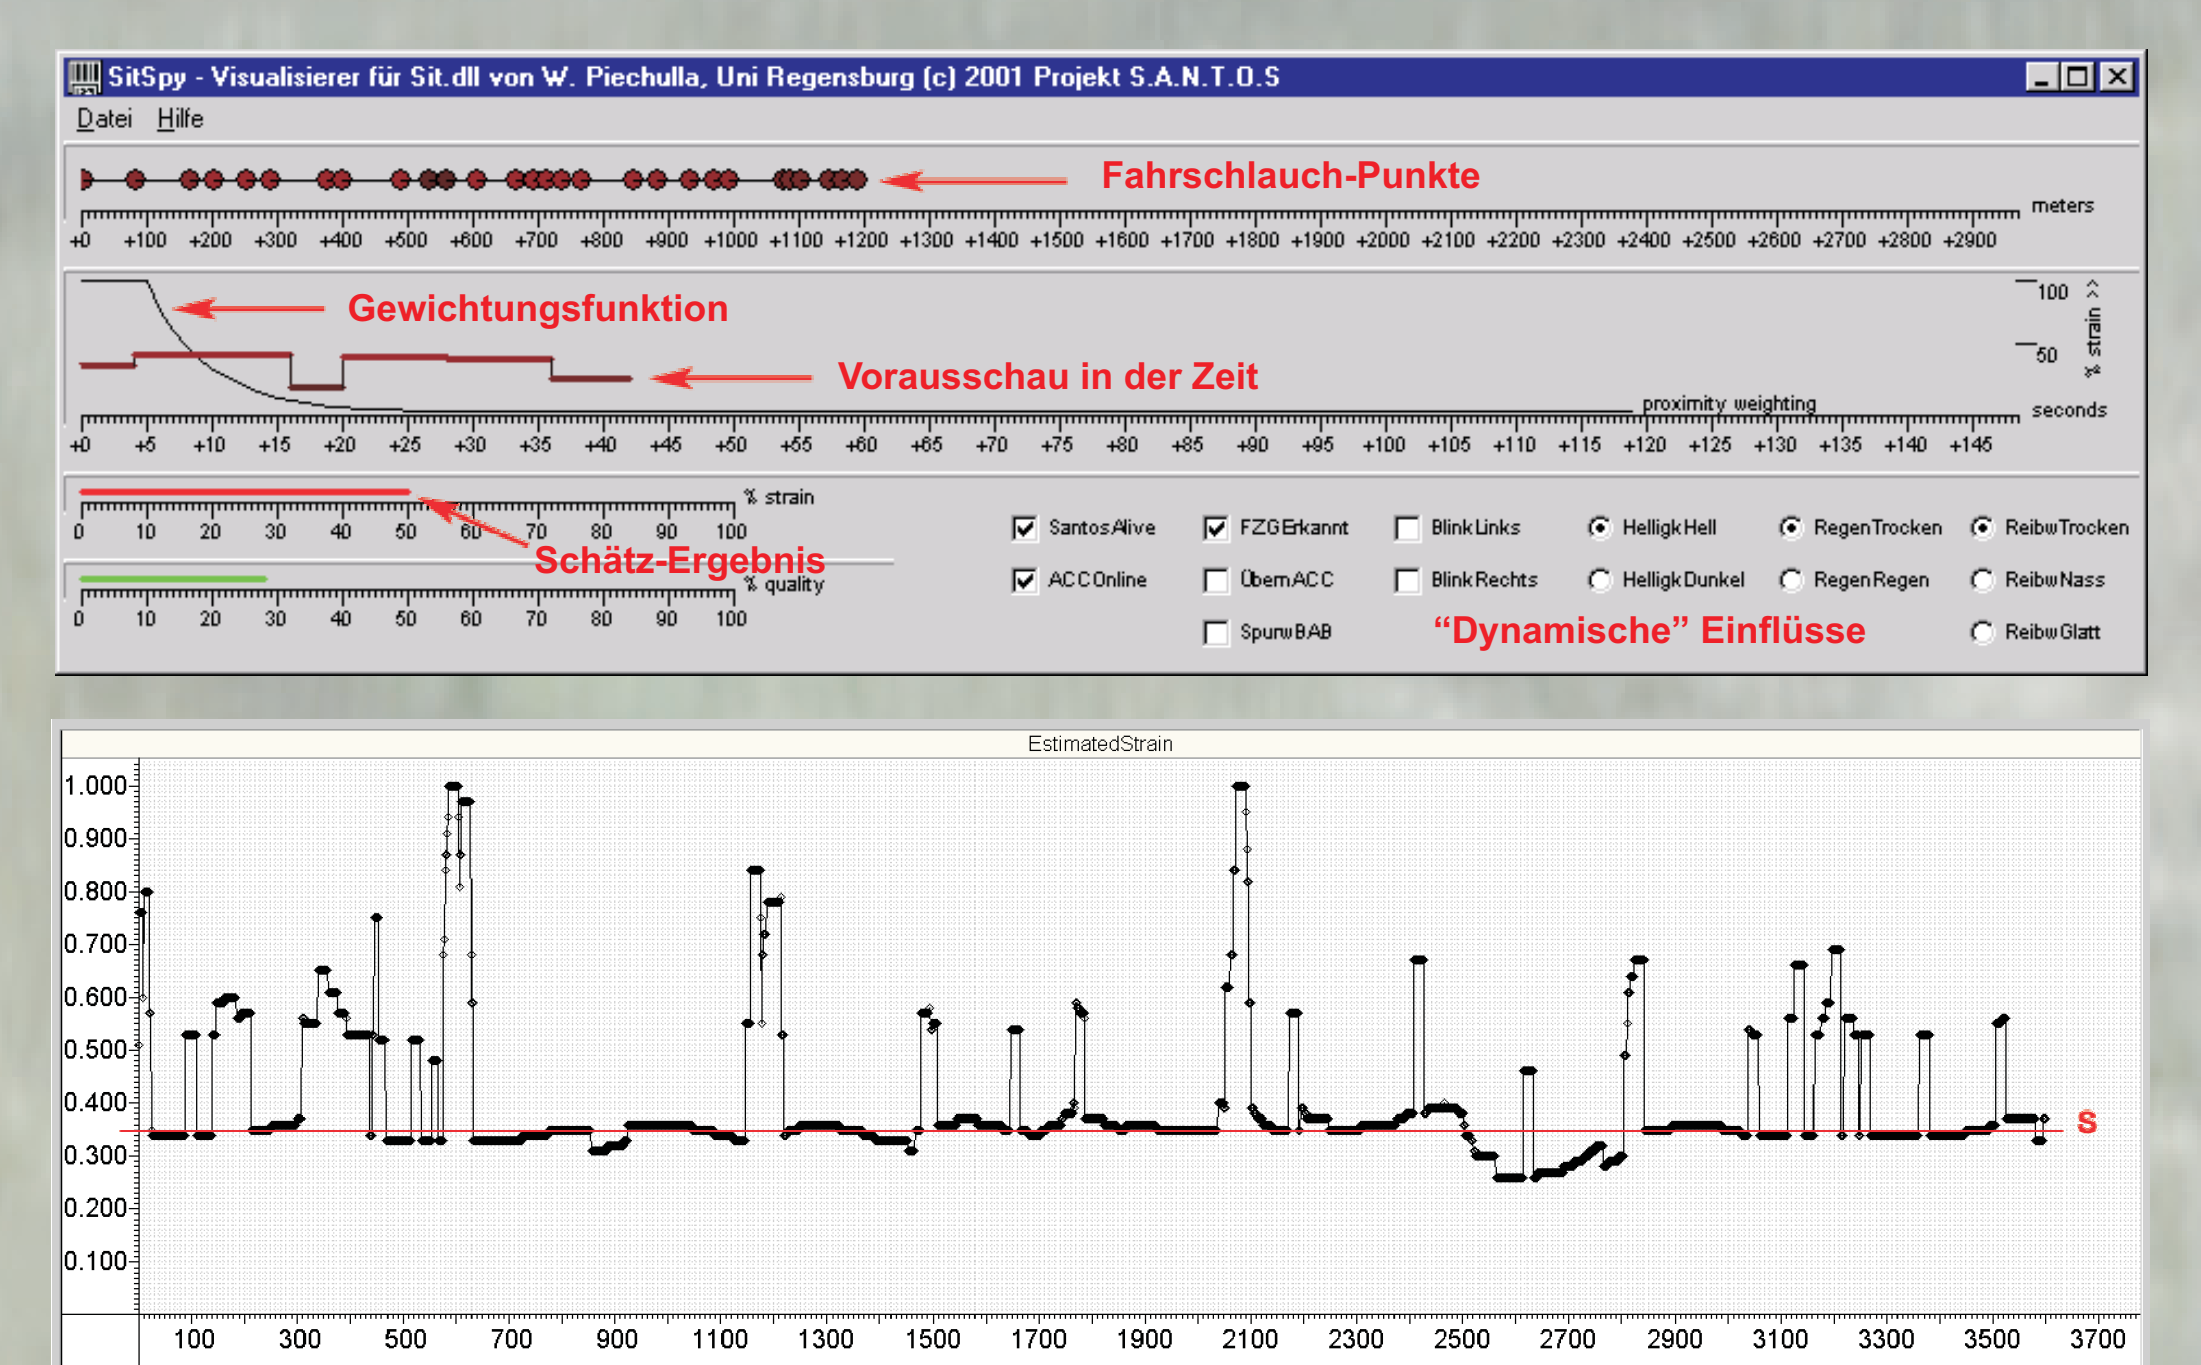 SitSpy - Visualisierer für Sit.dll von W. Piechulla, Uni Regensburg (c) 2001 Projekt S.A.N.T.O.S
Datei Hilfe
Fahrschlauch-Punkte
meters
+0 +100 +200 +300 +400 +500 +600 +700 +800 +900 +1000 +1100 +1200 +1300 +1400 +1500 +1600 +1700 +1800 +1900 +2000 +2100 +2200 +2300 +2400 +2500 +2600 +2700 +2800 +2900
100
Gewichtungsfunktion
50
% strain >>
Vorausschau in der Zeit
proximity weighting
seconds
+0 +5 +10 +15 +20 +25 +30 +35 +40 +45 +50 +55 +60 +65 +70 +75 +80 +85 +90 +95 +100 +105 +110 +115 +120 +125 +130 +135 +140 +145
% strain
0 10 20 30 40 50 60 70 80 90 100
Schätz-Ergebnis
% quality
0 10 20 30 40 50 60 70 80 90 100
SantosAlive FZGErkannt BlinkLinks HelligkHell RegenTrocken ReibwTrocken
ACCOnline ÜbernACC BlinkRechts HelligkDunkel RegenRegen ReibwNass
SpurwBAB “Dynamische” Einflüsse ReibwGlatt
EstimatedStrain
1.000
0.900
0.800
0.700
0.600
0.500
0.400
S
0.300
0.200
0.100
100 300 500 700 900 1100 1300 1500 1700 1900 2100 2300 2500 2700 2900 3100 3300 3500 3700